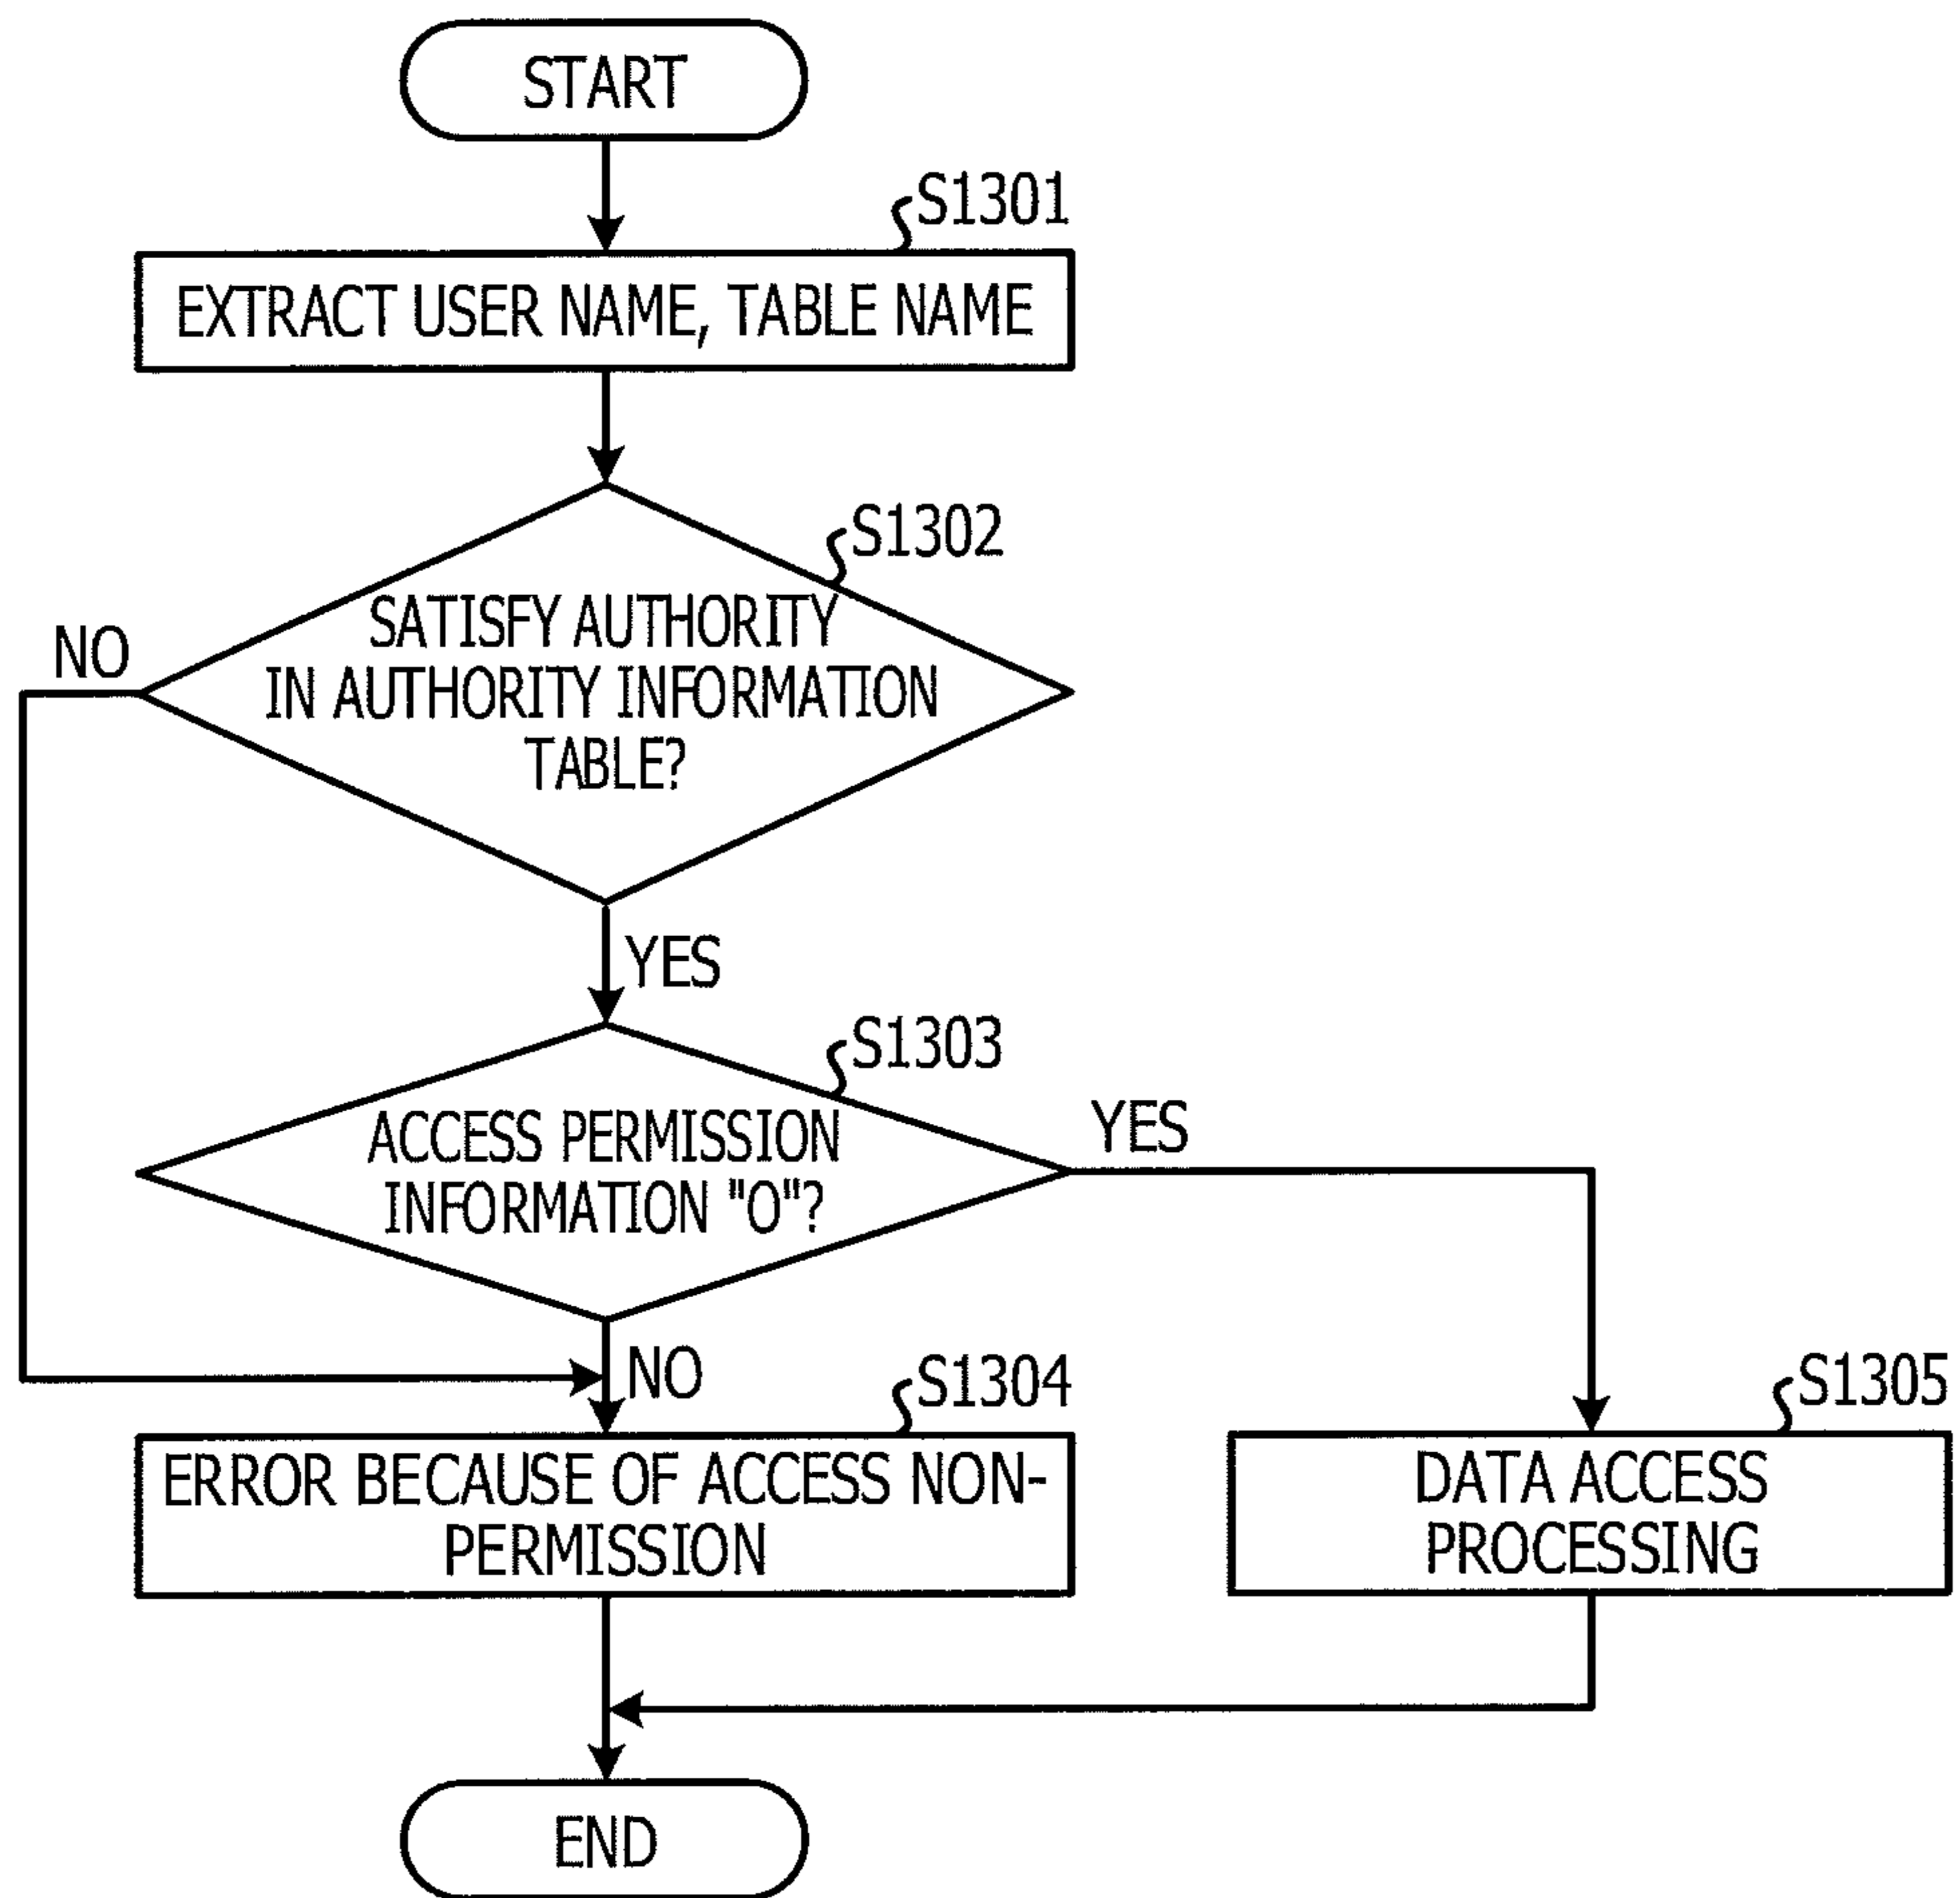 START
S1301
EXTRACT USER NAME, TABLE NAME
S1302
SATISFY AUTHORITY
IN AUTHORITY INFORMATION
TABLE?
NO
YES
S1303
ACCESS PERMISSION
INFORMATION "O"?
YES
NO
S1304
ERROR BECAUSE OF ACCESS NON-
PERMISSION
S1305
DATA ACCESS
PROCESSING
END